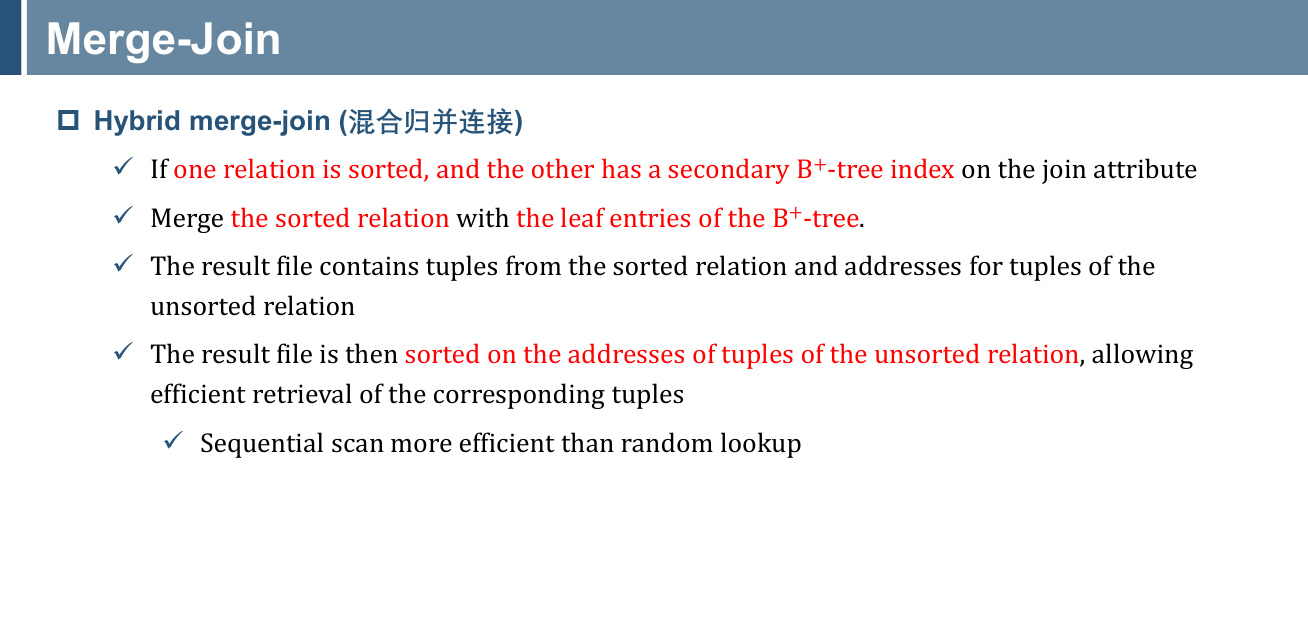 Merge-Join
Hybrid merge-join (混合归并连接)
If one relation is sorted, and the other has a secondary B⁺-tree index on the join attribute
Merge the sorted relation with the leaf entries of the B⁺-tree.
The result file contains tuples from the sorted relation and addresses for tuples of the
unsorted relation
The result file is then sorted on the addresses of tuples of the unsorted relation, allowing
efficient retrieval of the corresponding tuples
Sequential scan more efficient than random lookup